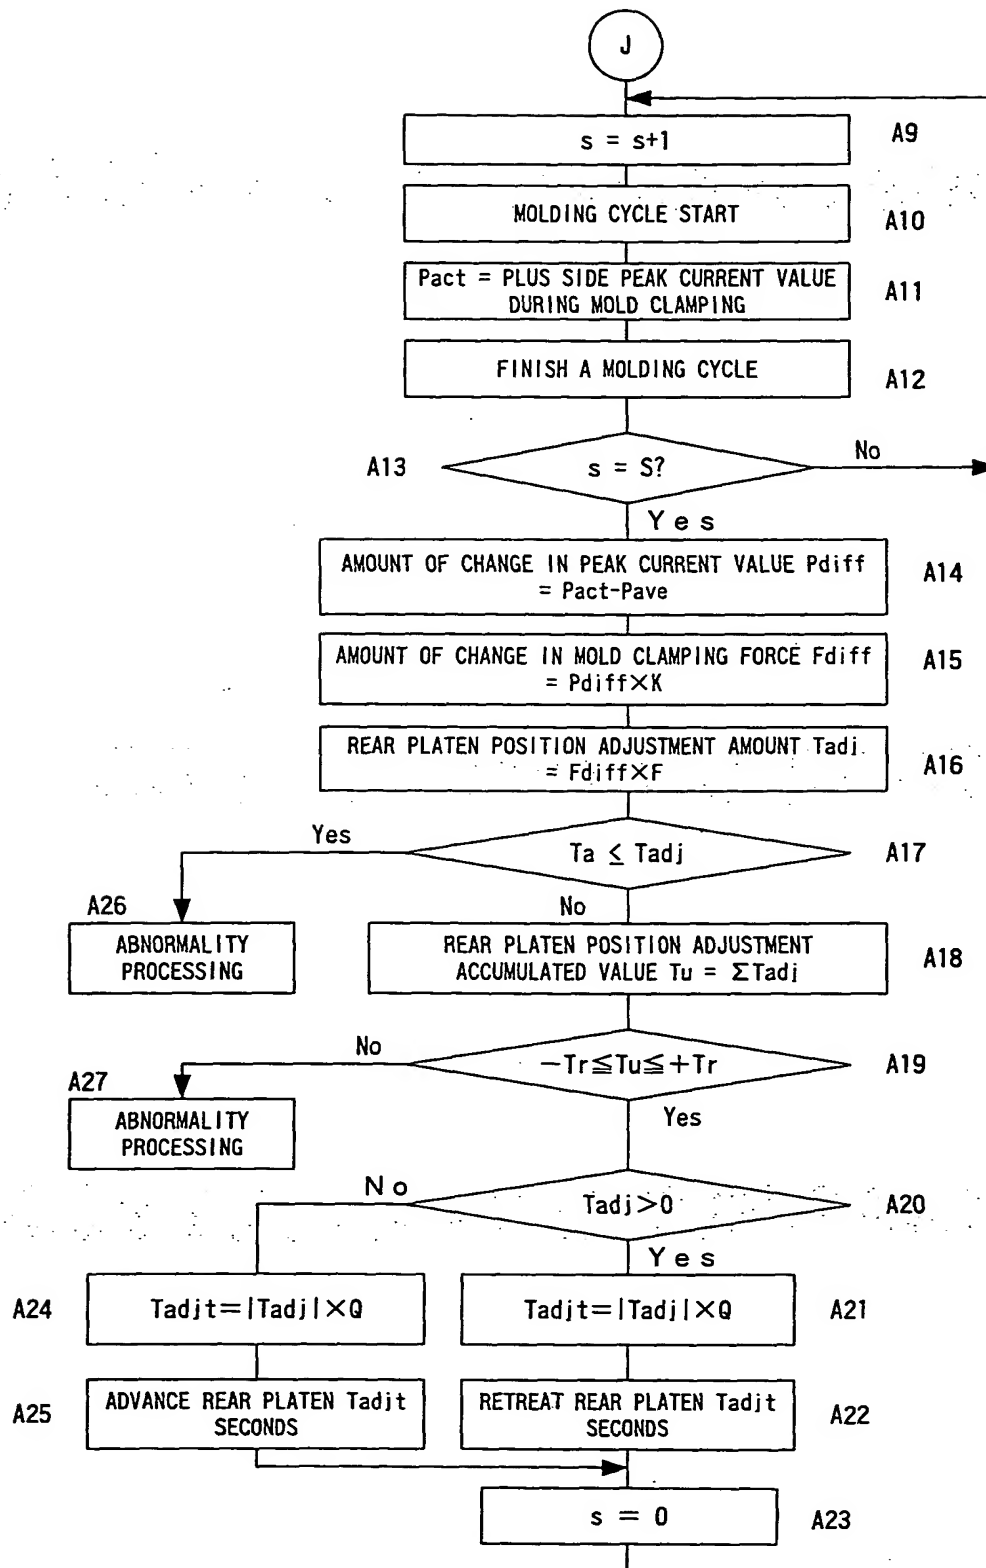 J
s = s+1
A9
MOLDING CYCLE START
A10
Pact = PLUS SIDE PEAK CURRENT VALUE
DURING MOLD CLAMPING
A11
FINISH A MOLDING CYCLE
A12
A13
s = S?
No
Yes
AMOUNT OF CHANGE IN PEAK CURRENT VALUE Pdiff
= Pact-Pave
A14
AMOUNT OF CHANGE IN MOLD CLAMPING FORCE Fdiff
= Pdiff×K
A15
REAR PLATEN POSITION ADJUSTMENT AMOUNT Tadj
= Fdiff×F
A16
Yes
Ta ≤ Tadj
A17
A26
No
ABNORMALITY
PROCESSING
REAR PLATEN POSITION ADJUSTMENT
ACCUMULATED VALUE Tu = ΣTadj
A18
No
−Tr≦Tu≦+Tr
A19
A27
Yes
ABNORMALITY
PROCESSING
No
Tadj>0
A20
Yes
A24
Tadjt=|Tadj|×Q
Tadjt=|Tadj|×Q
A21
A25
ADVANCE REAR PLATEN Tadjt
SECONDS
RETREAT REAR PLATEN Tadjt
SECONDS
A22
s = 0
A23